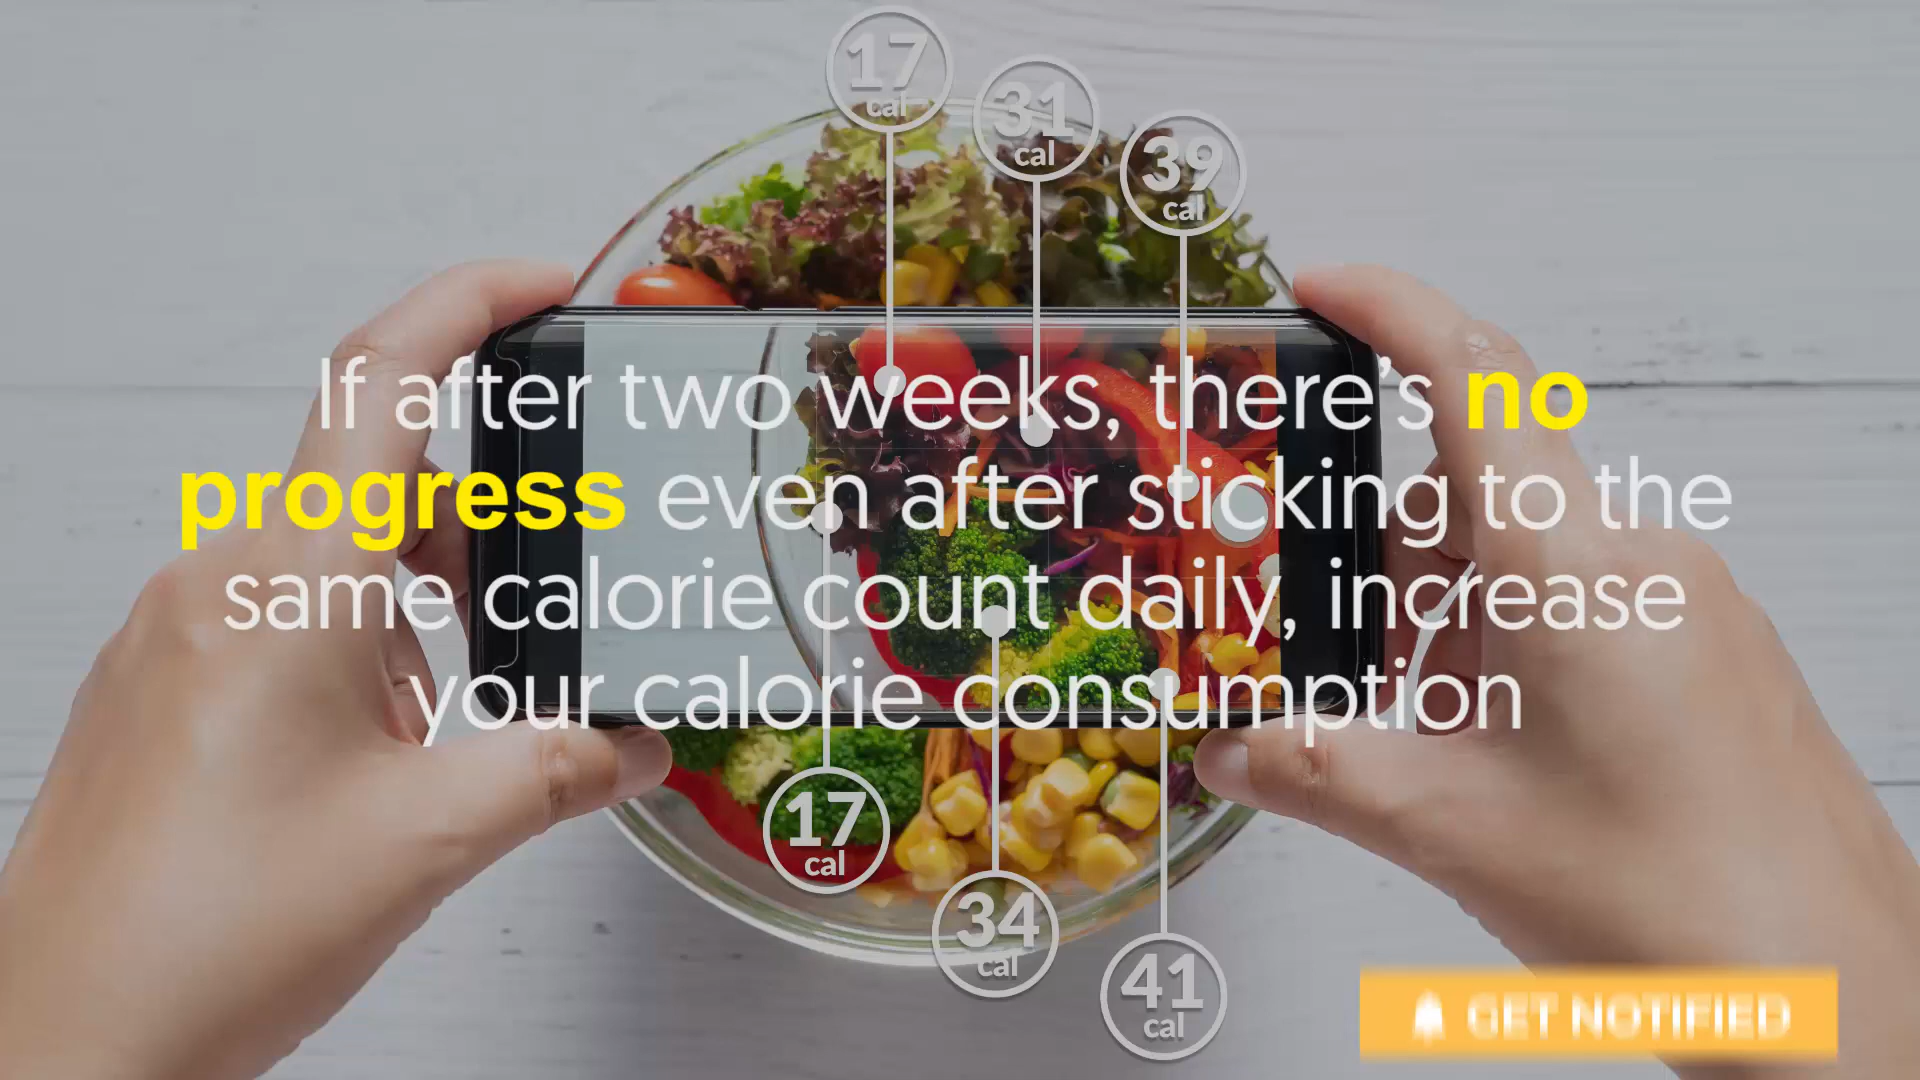 17
cal
31
cal
39
cal
If after two weeks, there's no
progress even after sticking to the
same calorie count daily, increase
your calorie consumption
17
cal
34
cal
41
cal
GET NOTIFIED